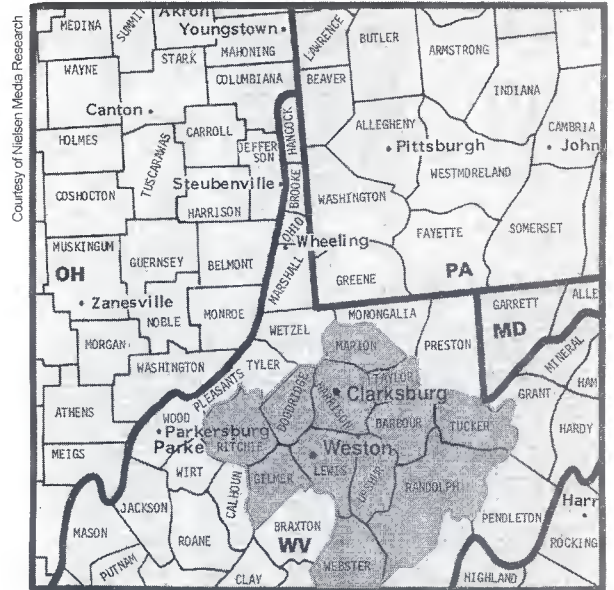 Courtesy of Nielsen Media Research
MEDINA
SUMMIT
Akron
Youngstown
LAWRENCE
BUTLER
ARMSTRONG
WAYNE
STARK
MAHONING
COLUMBIANA
BEAVER
INDIANA
Canton
ALLEGHENY
CAMBRIA
HOLMES
TUSCARAWAS
CARROLL
JEFFER
SON
HANCOCK
Pittsburgh
John
WESTMORELAND
COSHOCTON
Steubenville
BROOKE
WASHINGTON
HARRISON
FAYETTE
SOMERSET
MUSKINGUM
OHIO
Wheeling
GUERNSEY
BELMONT
OH
MARSHALL
GREENE
PA
Zanesville
NOBLE
MONROE
MONONGALIA
GARRETT
ALLE
MORGAN
WETZEL
MARION
PRESTON
MD
MINERAL
WASHINGTON
TYLER
TAYLOR
GRANT
HAM
PLEASANTS
DODDRIDGE
HARRISON
Clarksburg
ATHENS
WOOD
Parkersburg
Parke
RITCHIE
BARBOUR
TUCKER
HARDY
MEIGS
WIRT
Weston
LEWIS
GILMER
UPSHUR
RANDOLPH
JACKSON
CALHOUN
MASON
ROANE
BRAXTON
WV
PENDLETON
Harr
ROCKING
PUTNAM
CLAY
WEBSTER
HIGHLAND